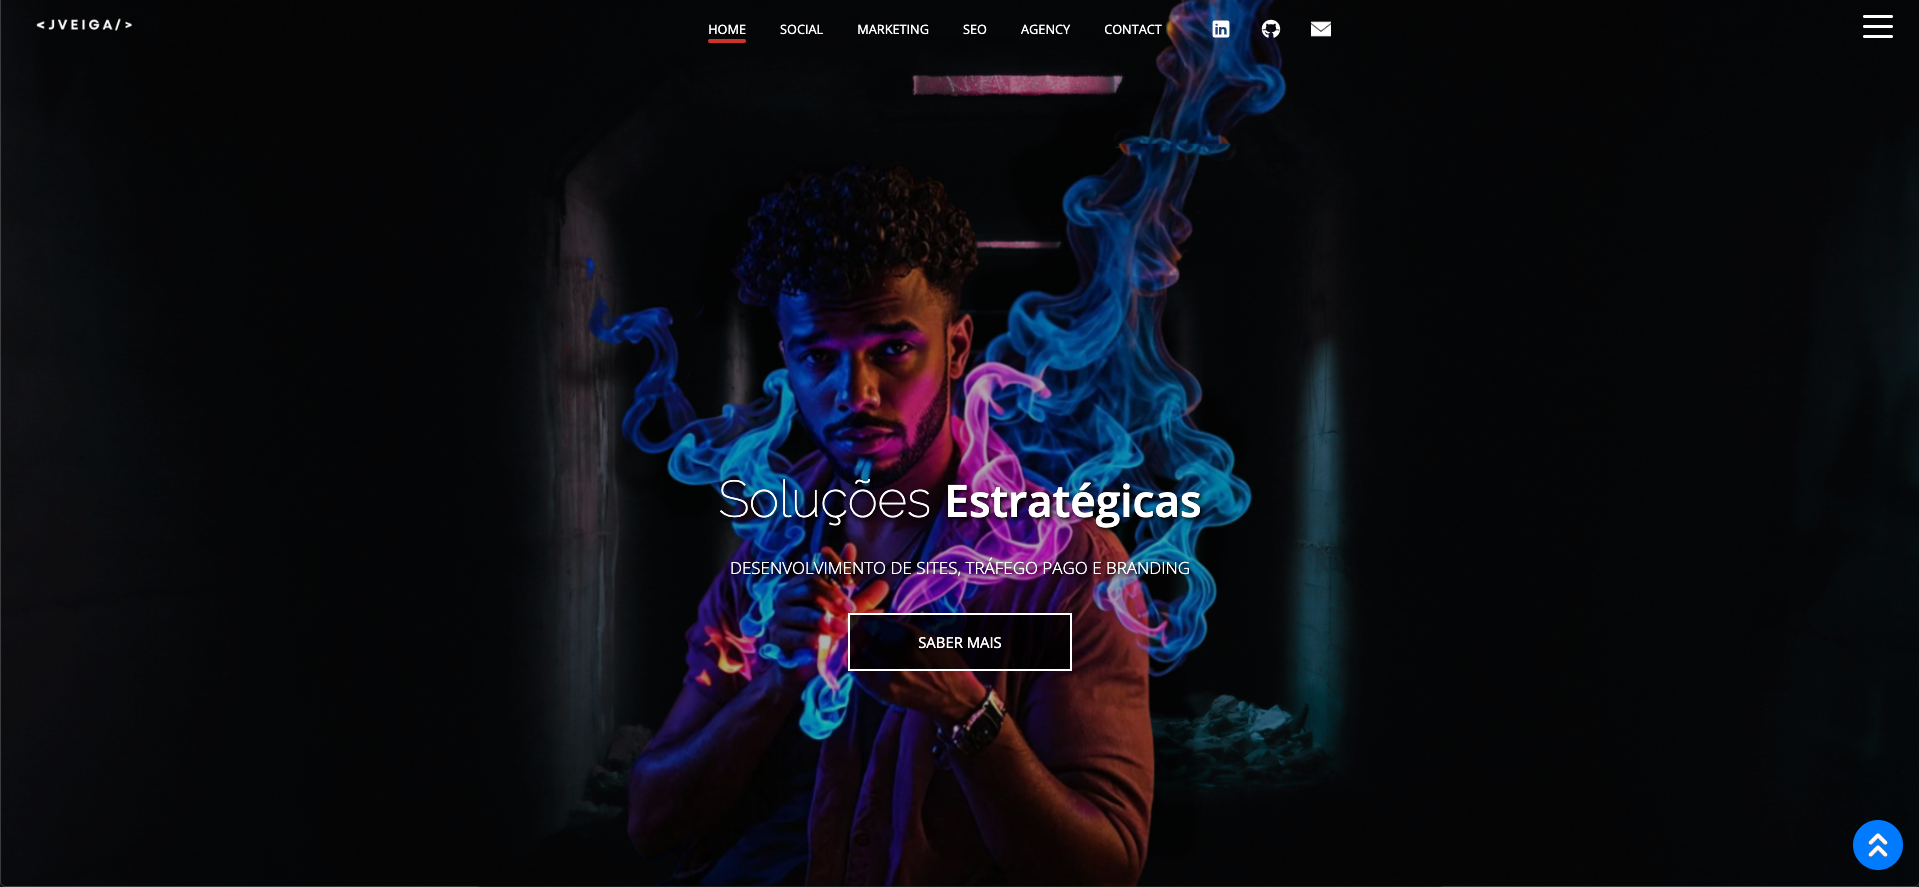 <JVEIGA/>
HOME SOCIAL MARKETING SEO AGENCY CONTACT
Soluções Estratégicas
DESENVOLVIMENTO DE SITES, TRÁFEGO PAGO E BRANDING
SABER MAIS